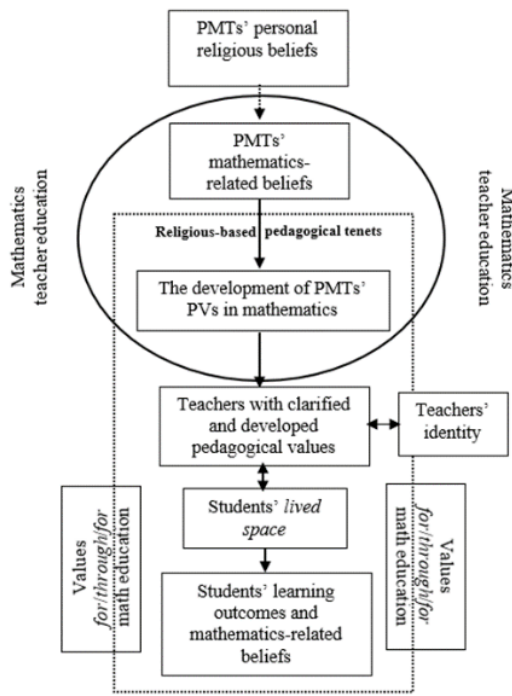 PMTs' personal
religious beliefs
PMTs'
mathematics-
related beliefs
Mathematics
teacher education
Mathematics
teacher education
Religious-based pedagogical tenets
The development of PMTs'
PVs in mathematics
Teachers with clarified
and developed
pedagogical values
Teachers'
identity
Students' lived
space
Values
for/through/for
math education
Values
for/through/for
math education
Students' learning
outcomes and
mathematics-related
beliefs